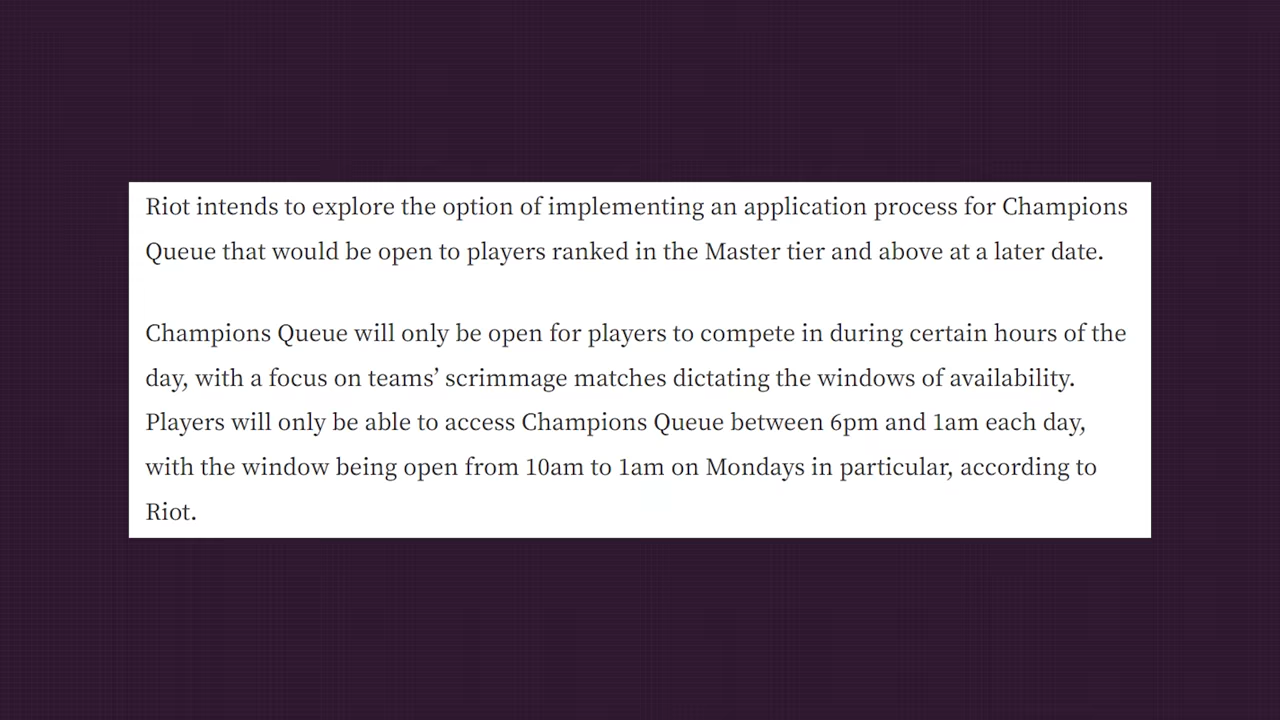 Riot intends to explore the option of implementing an application process for Champions
Queue that would be open to players ranked in the Master tier and above at a later date.
Champions Queue will only be open for players to compete in during certain hours of the
day, with a focus on teams’ scrimmage matches dictating the windows of availability.
Players will only be able to access Champions Queue between 6pm and 1am each day,
with the window being open from 10am to 1am on Mondays in particular, according to
Riot.